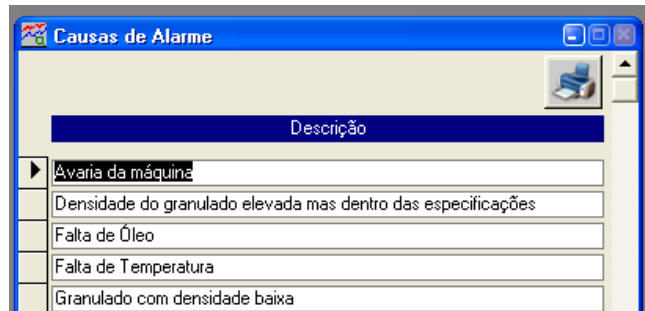 Causas de Alarme
Descrição
Avaria da máquina
Densidade do granulado elevada mas dentro das especificações
Falta de Óleo
Falta de Temperatura
Granulado com densidade baixa